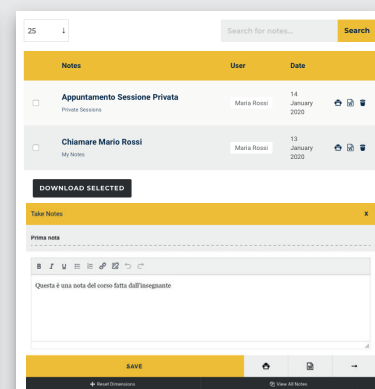 25 ↓ Search for notes... Search
Notes User Date
Appuntamento Sessione Privata
Private Sessions
Maria Rossi
14
January
2020
Chiamare Mario Rossi
My Notes
Maria Rossi
13
January
2020
DOWNLOAD SELECTED
Take Notes x
Prima nota
B I U
Questa è una nota del corso fatta dall'insegnante
SAVE →
+ Reset Dimensions View All Notes